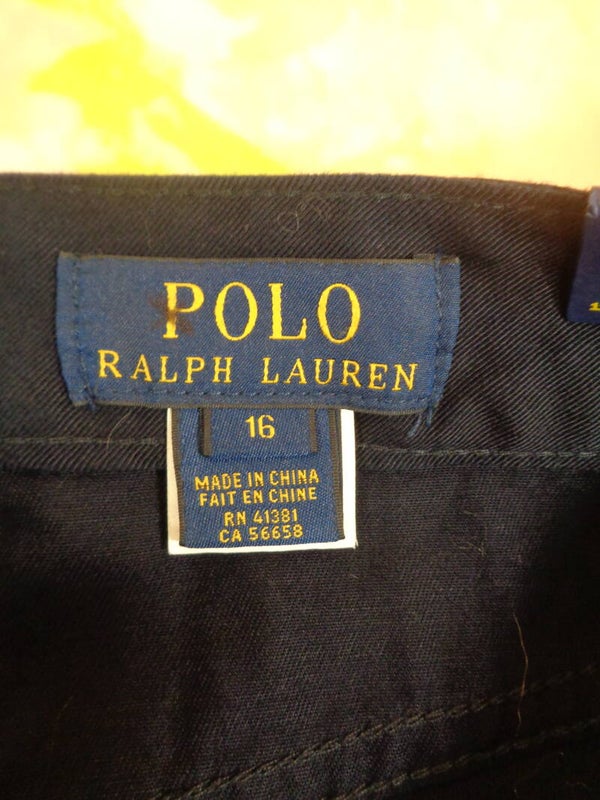 POLO
RALPH LAUREN
16
MADE IN CHINA
FAIT EN CHINE
RN 41381
CA 56658